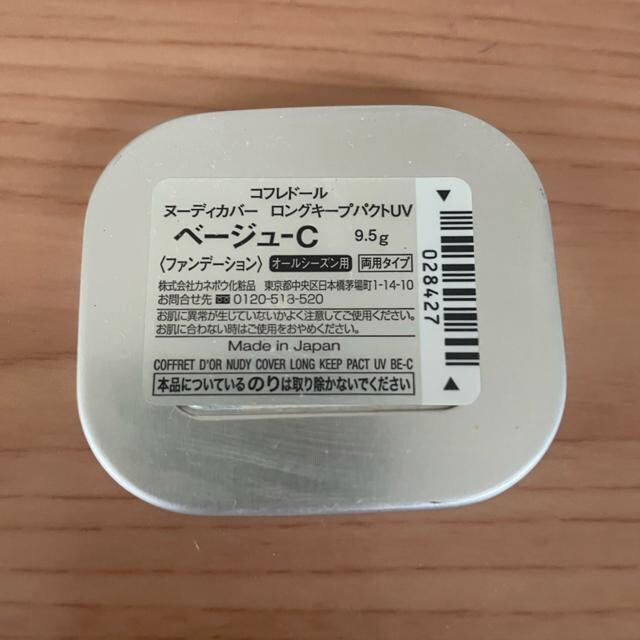 コフレドール
ヌーディカバー ロングキープパクトUV
ベージュ-C 9.5g
〈ファンデーション〉 オールシーズン用 両用タイプ
株式会社カネボウ化粧品 東京都中央区日本橋茅場町1-14-10
お問合せ先 0120-518-520
お肌に異常が生じていないかよく注意してご使用ください。
お肌に合わない時はご使用をおやめください。
Made in Japan
COFFRET D'OR NUDY COVER LONG KEEP PACT UV BE-C
本品についているのりは取り除かないでください
028427